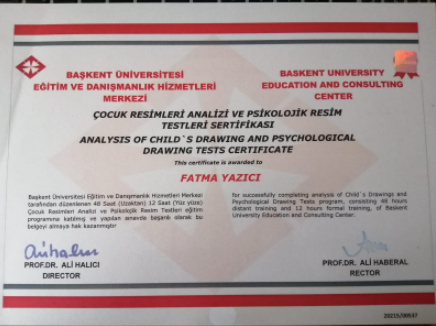 BAŞKENT ÜNİVERSİTESİ
EĞİTİM VE DANIŞMANLIK HİZMETLERİ
MERKEZİ
BASKENT UNIVERSITY
EDUCATION AND CONSULTING
CENTER
ÇOCUK RESİMLERİ ANALİZİ VE PSİKOLOJİK RESİM
TESTLERİ SERTİFİKASI
ANALYSIS OF CHILD`S DRAWING AND PSYCHOLOGICAL
DRAWING TESTS CERTIFICATE
This certificate is awarded to
FATMA YAZICI
Başkent Üniversitesi Eğitim ve Danışmanlık Hizmetleri Merkezi
tarafından düzenlenen 48 Saat (Uzaktan) 12 Saat (Yüz yüze)
Çocuk Resimleri Analizi ve Psikolojik Resim Testleri eğitim
programına katılmış ve yapılan sınavda başarılı olarak bu
belgeyi almaya hak kazanmıştır
for successfully completing analysis of Child`s Drawings and
Psychological Drawing Tests program, consisting 48 hours
distant training and 12 hours formal training, of Baskent
University Education and Consulting Center.
PROF.DR. ALİ HALICI
DIRECTOR
PROF.DR. ALİ HABERAL
RECTOR
20215/00537